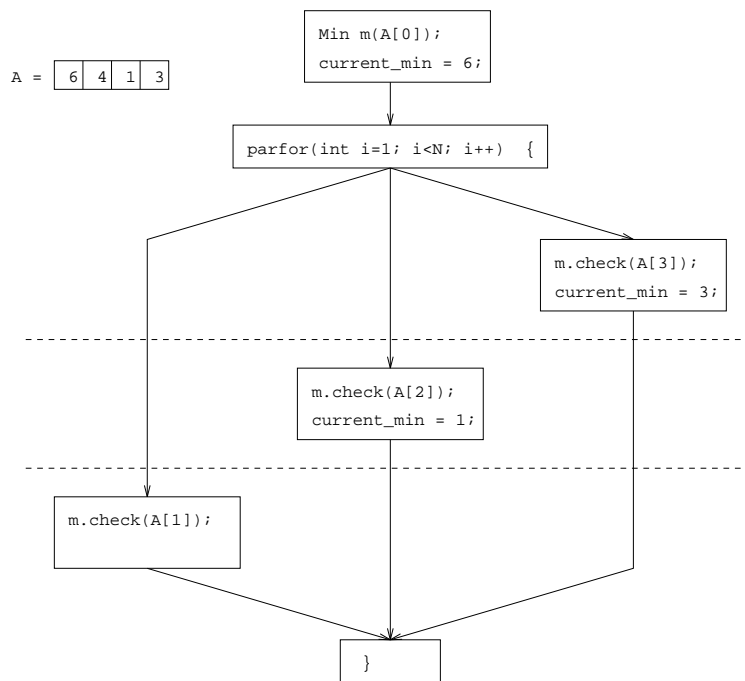 Min m(A[0]);
current_min = 6;
A = 6 4 1 3
parfor(int i=1; i<N; i++) {
m.check(A[3]);
current_min = 3;
m.check(A[2]);
current_min = 1;
m.check(A[1]);
}